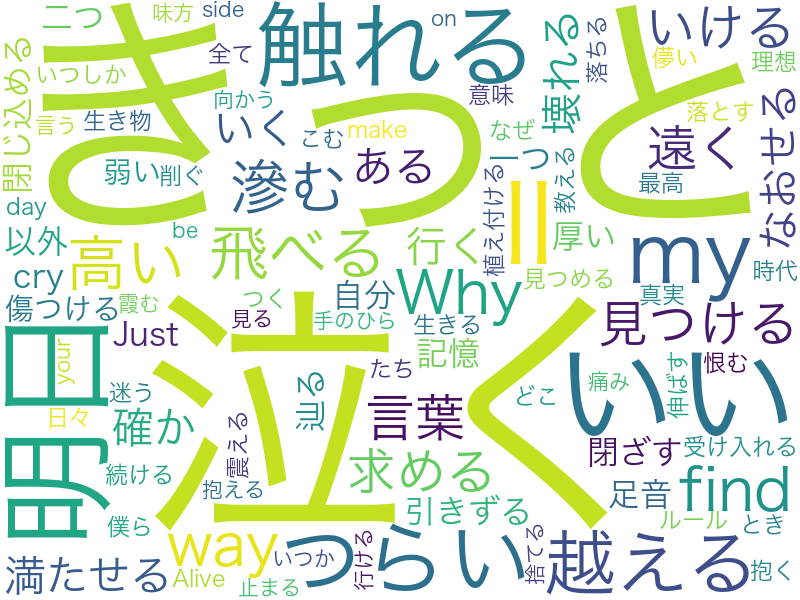 二つ
味方
side
on
いける
閉じ込める
いつしか
全て
触れる
壊れる
落ちる
儚い
理想
きっと
言う
生き物
向かう
意味
落とす
弱い
削ぐ
いく
こむ
make
なぜ
遠く
なおせる
滲む
ある
一つ
教える
最高
植え付ける
day
be
以外
高い
飛べる
行く
||
厚い
my
時代
cry
傷つける
霞む
つく
自分
Why
見つめる
真実
見つける
明日
your
Just
見る
手のひら
生きる
記憶
たち
いい
恨む
迷う
泣く
辿る
言葉
どこ
痛み
伸ばす
日々
確か
震える
求める
閉ざす
受け入れる
続ける
抱える
引きずる
足音
find
僕ら
way
つらい
ルール
とき
満たせる
Alive
いつか
止まる
行ける
捨てる
越える
抱く